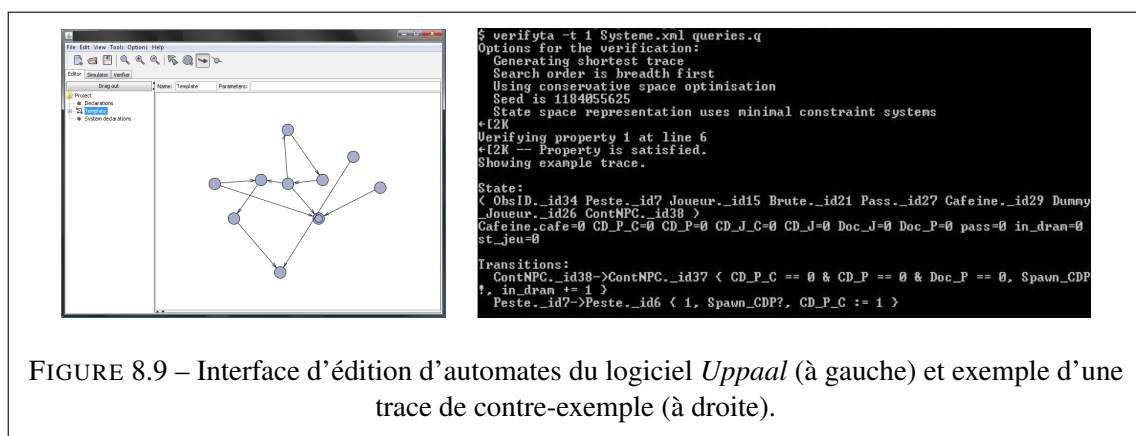 File Edit View Tools Options Help
Editor Simulator Verifier
Drag out
Name: Template Parameters:
Project
Declarations
Template
System declarations
$ verifyta -t 1 Systeme.xml queries.q
Options for the verification:
Generating shortest trace
Search order is breadth first
Using conservative space optimisation
Seed is 1184055625
State space representation uses minimal constraint systems
←[2K
Verifying property 1 at line 6
←[2K -- Property is satisfied.
Showing example trace.
State:
( ObsID._id34 Peste._id7 Joueur._id15 Brute._id21 Pass._id27 Cafeine._id29 Dummy
_Joueur._id26 ContNPC._id38 )
Cafeine.cafe=0 CD_P_C=0 CD_P=0 CD_J_C=0 CD_J=0 Doc_J=0 Doc_P=0 pass=0 in_dram=0
st_jeu=0
Transitions:
ContNPC._id38->ContNPC._id37 { CD_P_C == 0 & CD_P == 0 & Doc_P == 0, Spawn_CDP
!, in_dram += 1 }
Peste._id7->Peste._id6 { 1, Spawn_CDP?, CD_P_C := 1 }
FIGURE 8.9 – Interface d'édition d'automates du logiciel Uppaal (à gauche) et exemple d'une
trace de contre-exemple (à droite).